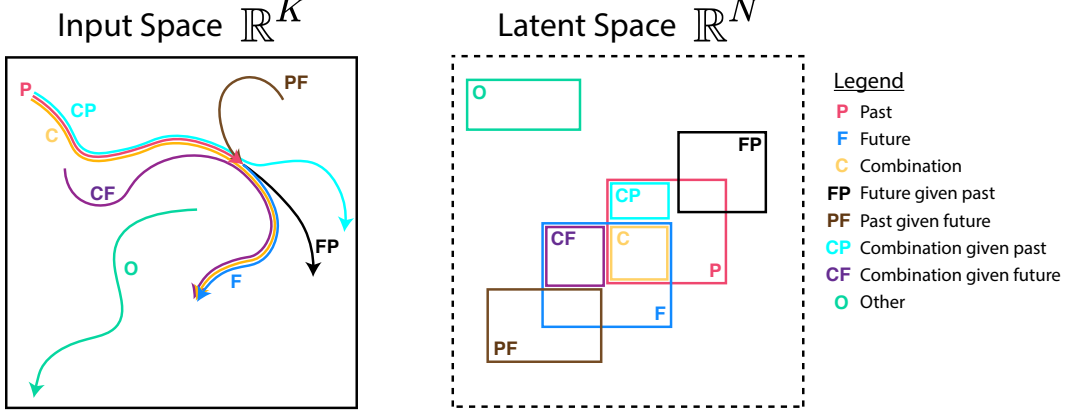 Input Space ℝ^K
Latent Space ℝ^N
P
CP
C
PF
CF
FP
O
F
O
FP
CP
CF
C
P
F
PF
Legend
P Past
F Future
C Combination
FP Future given past
PF Past given future
CP Combination given past
CF Combination given future
O Other